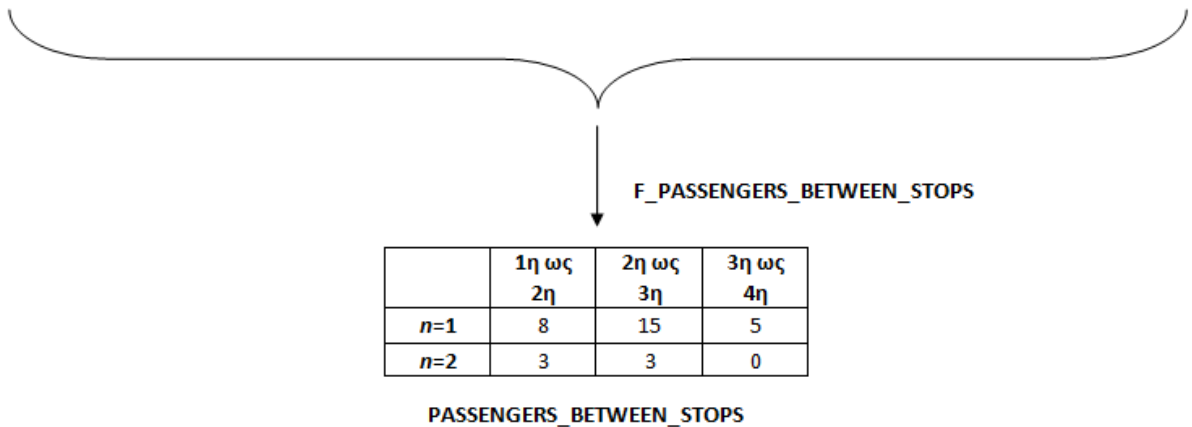 F_PASSENGERS_BETWEEN_STOPS
1η ως 2η 2η ως 3η 3η ως 4η
n=1 8 15 5
n=2 3 3 0
PASSENGERS_BETWEEN_STOPS